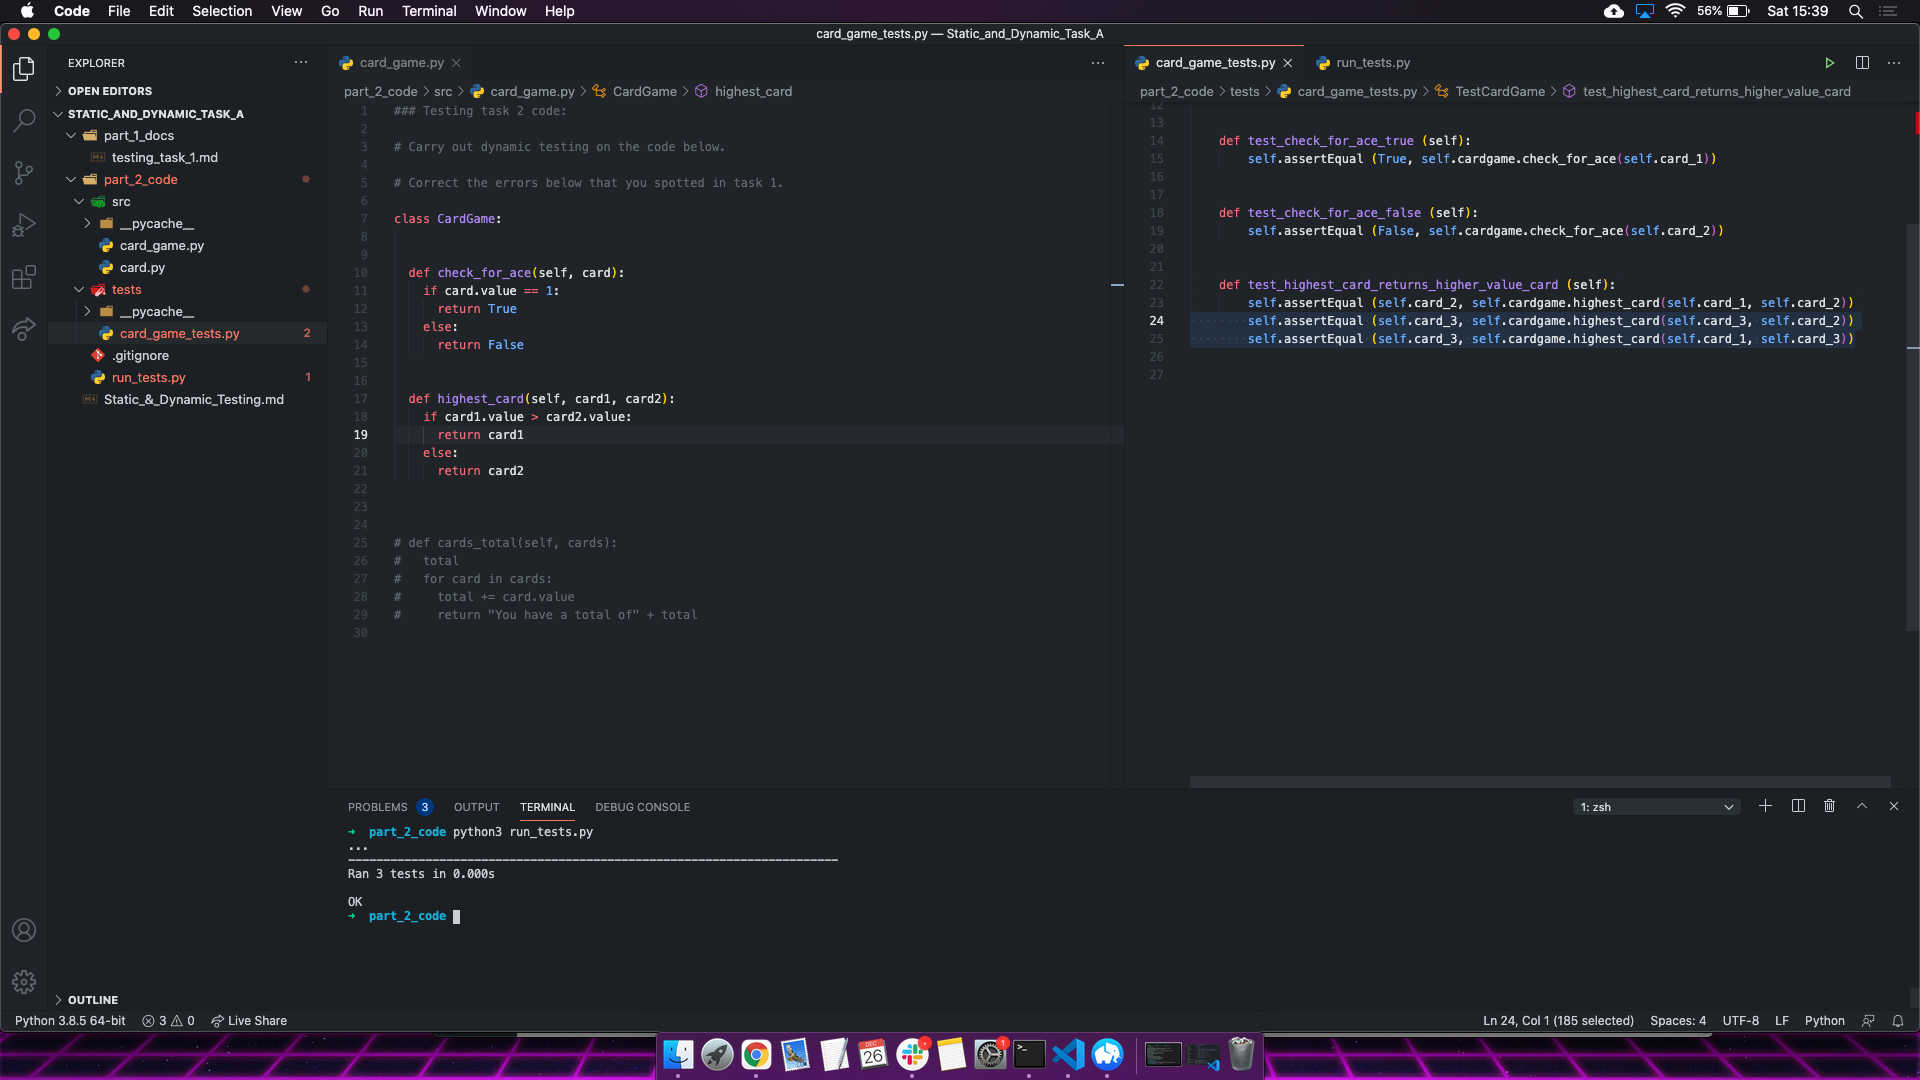 Code File Edit Selection View Go Run Terminal Window Help 56% Sat 15:39
card_game_tests.py — Static_and_Dynamic_Task_A
EXPLORER
OPEN EDITORS
STATIC_AND_DYNAMIC_TASK_A
part_1_docs
testing_task_1.md
part_2_code
src
__pycache__
card_game.py
card.py
tests
__pycache__
card_game_tests.py 2
.gitignore
run_tests.py 1
Static_&_Dynamic_Testing.md
OUTLINE
card_game.py
part_2_code > src > card_game.py > CardGame > highest_card
1 ### Testing task 2 code:
2
3 # Carry out dynamic testing on the code below.
4
5 # Correct the errors below that you spotted in task 1.
6
7 class CardGame:
8
9
10 def check_for_ace(self, card):
11 if card.value == 1:
12 return True
13 else:
14 return False
15
16
17 def highest_card(self, card1, card2):
18 if card1.value > card2.value:
19 return card1
20 else:
21 return card2
22
23
24
25 # def cards_total(self, cards):
26 # total
27 # for card in cards:
28 # total += card.value
29 # return "You have a total of" + total
30
card_game_tests.py run_tests.py
part_2_code > tests > card_game_tests.py > TestCardGame > test_highest_card_returns_higher_value_card
12
13
14 def test_check_for_ace_true (self):
15 self.assertEqual (True, self.cardgame.check_for_ace(self.card_1))
16
17
18 def test_check_for_ace_false (self):
19 self.assertEqual (False, self.cardgame.check_for_ace(self.card_2))
20
21
22 def test_highest_card_returns_higher_value_card (self):
23 self.assertEqual (self.card_2, self.cardgame.highest_card(self.card_1, self.card_2))
24 self.assertEqual (self.card_3, self.cardgame.highest_card(self.card_3, self.card_2))
25 self.assertEqual (self.card_3, self.cardgame.highest_card(self.card_1, self.card_3))
26
27
PROBLEMS 3 OUTPUT TERMINAL DEBUG CONSOLE 1: zsh
→ part_2_code python3 run_tests.py
...
----------------------------------------------------------------------
Ran 3 tests in 0.000s
OK
→ part_2_code
Python 3.8.5 64-bit 3 0 Live Share Ln 24, Col 1 (185 selected) Spaces: 4 UTF-8 LF Python
DEC
26
1